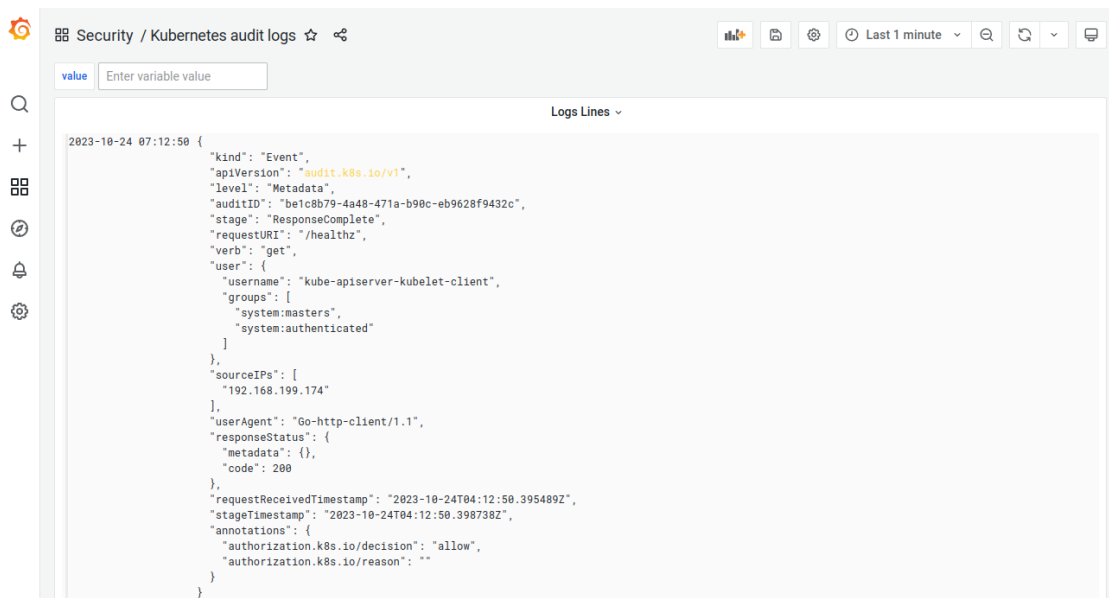 Security / Kubernetes audit logs
Last 1 minute
value
Enter variable value
Logs Lines
2023-10-24 07:12:50 {
"kind": "Event",
"apiVersion": "audit.k8s.io/v1",
"level": "Metadata",
"auditID": "be1c8b79-4a48-471a-b90c-eb9628f9432c",
"stage": "ResponseComplete",
"requestURI": "/healthz",
"verb": "get",
"user": {
"username": "kube-apiserver-kubelet-client",
"groups": [
"system:masters",
"system:authenticated"
]
},
"sourceIPs": [
"192.168.199.174"
],
"userAgent": "Go-http-client/1.1",
"responseStatus": {
"metadata": {},
"code": 200
},
"requestReceivedTimestamp": "2023-10-24T04:12:50.395489Z",
"stageTimestamp": "2023-10-24T04:12:50.398738Z",
"annotations": {
"authorization.k8s.io/decision": "allow",
"authorization.k8s.io/reason": ""
}
}